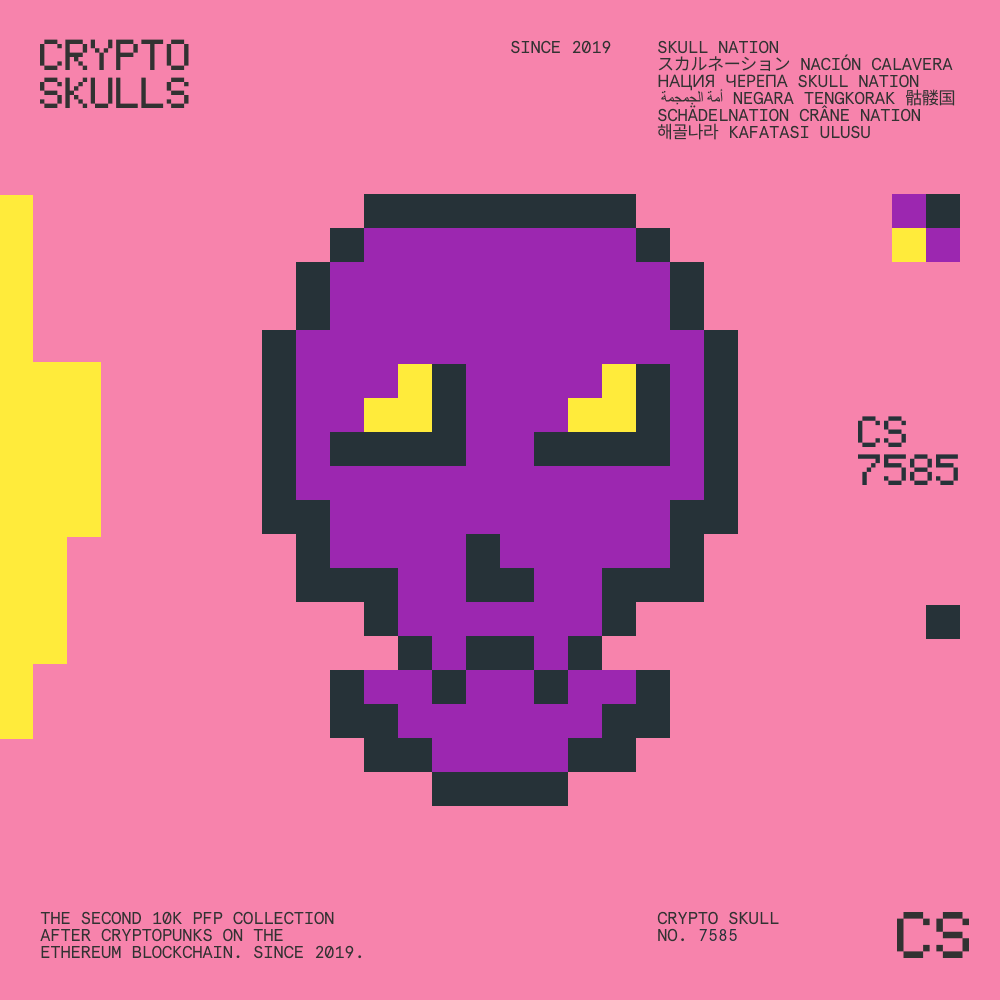 CRYPTO
SKULLS
SINCE 2019
SKULL NATION
スカルネーション NACIÓN CALAVERA
НАЦИЯ ЧЕРЕПА SKULL NATION
أمة الجمجمة NEGARA TENGKORAK 骷髅国
SCHÄDELNATION CRÂNE NATION
해골나라 KAFATASI ULUSU
CS
7585
THE SECOND 10K PFP COLLECTION
AFTER CRYPTOPUNKS ON THE
ETHEREUM BLOCKCHAIN. SINCE 2019.
CRYPTO SKULL
NO. 7585
CS